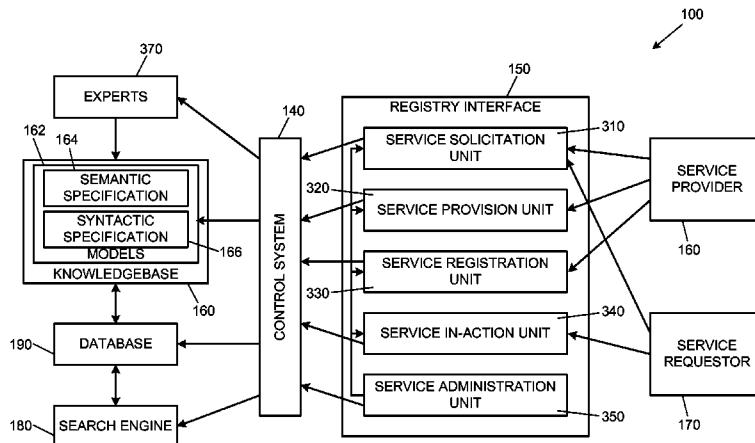 100
370
EXPERTS
140
150
REGISTRY INTERFACE
162
164
SEMANTIC
SPECIFICATION
SYNTACTIC
SPECIFICATION
166
MODELS
KNOWLEDGEBASE
160
190
DATABASE
180
SEARCH ENGINE
CONTROL SYSTEM
310
SERVICE SOLICITATION
UNIT
320
SERVICE PROVISION UNIT
SERVICE REGISTRATION
UNIT
330
340
SERVICE IN-ACTION UNIT
SERVICE ADMINISTRATION
UNIT
350
SERVICE
PROVIDER
160
SERVICE
REQUESTOR
170